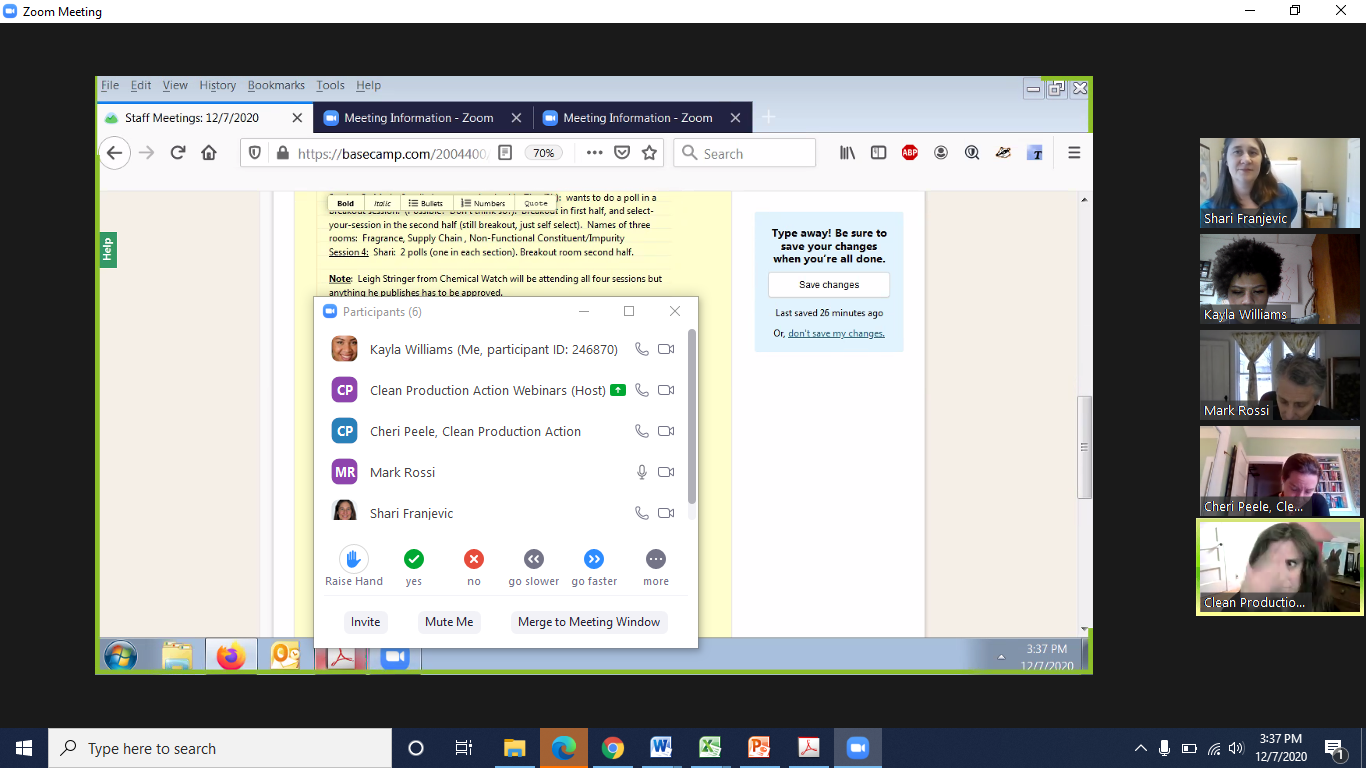 Zoom Meeting
File Edit View History Bookmarks Tools Help
Staff Meetings: 12/7/2020
Meeting Information - Zoom
Meeting Information - Zoom
https://basecamp.com/2004400
70%
Search
ABP
T
Help
Bold Italic Bullets Numbers Quote
wants to do a poll in a
breakout session. (Possible? Don't think so?). Breakout in first half, and select-
your-session in the second half (still breakout, just self select). Names of three
rooms: Fragrance, Supply Chain , Non-Functional Constituent/Impurity
Session 4: Shari: 2 polls (one in each section). Breakout room second half.
Note: Leigh Stringer from Chemical Watch will be attending all four sessions but
anything he publishes has to be approved.
Type away! Be sure to
save your changes
when you're all done.
Save changes
Last saved 26 minutes ago
Or, don't save my changes.
Participants (6)
Kayla Williams (Me, participant ID: 246870)
CP Clean Production Action Webinars (Host)
CP Cheri Peele, Clean Production Action
MR Mark Rossi
Shari Franjevic
Raise Hand yes no go slower go faster more
Invite Mute Me Merge to Meeting Window
3:37 PM
12/7/2020
Shari Franjevic
Kayla Williams
Mark Rossi
Cheri Peele, Cle...
Clean Productio...
Type here to search
3:37 PM
12/7/2020
1